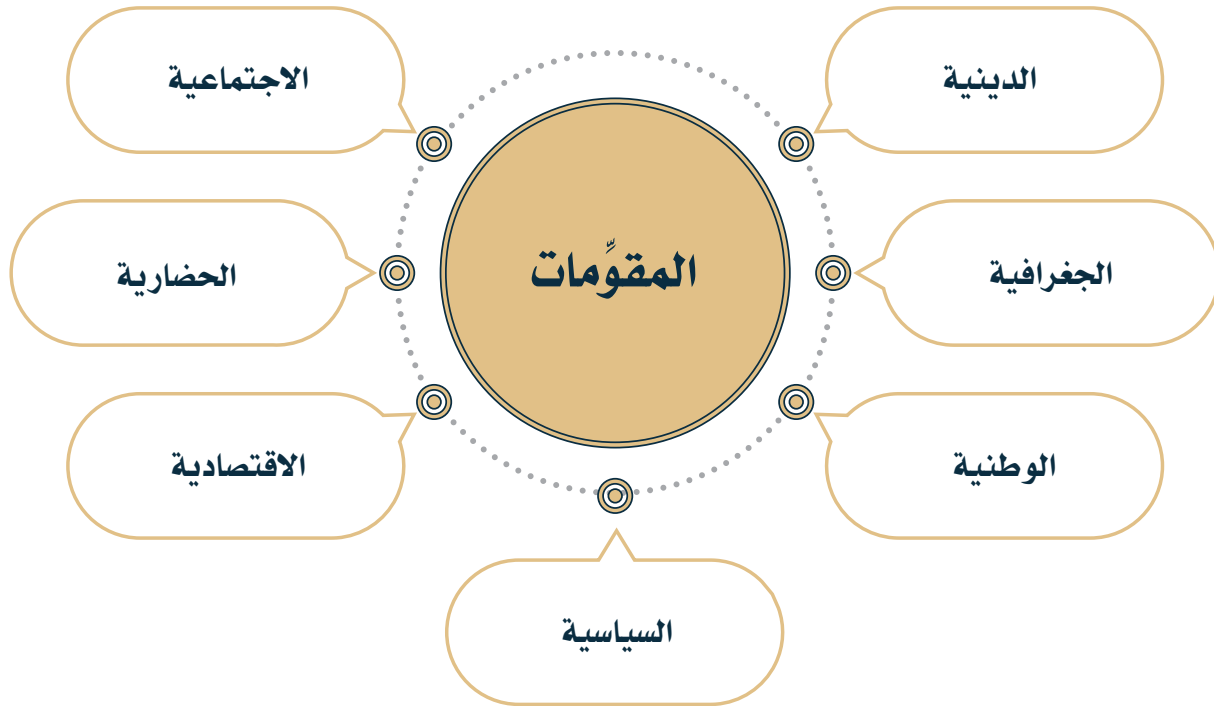 المقوِّمات
الدينية
الجغرافية
الوطنية
السياسية
الاقتصادية
الحضارية
الاجتماعية